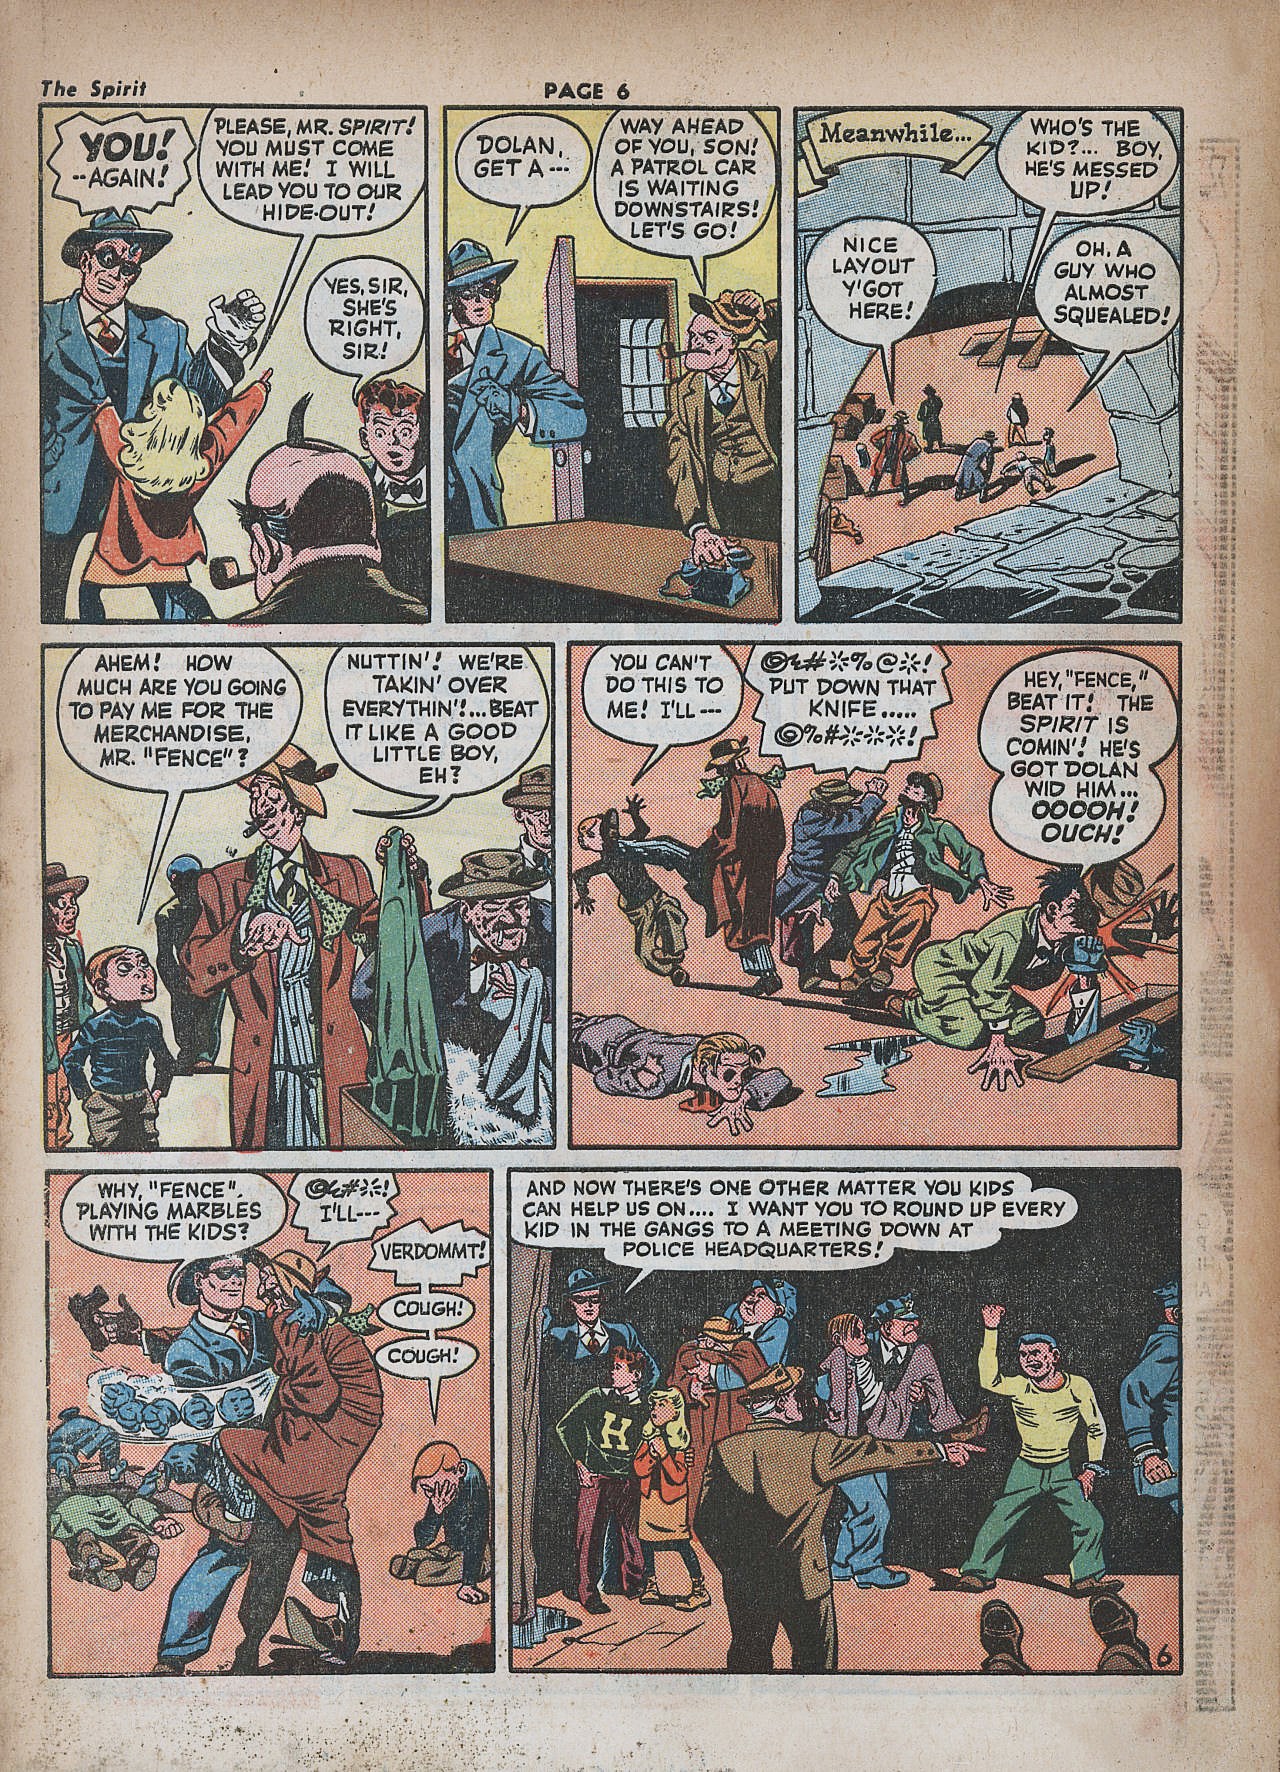 The Spirit
PAGE 6
YOU!
--AGAIN!
PLEASE, MR. SPIRIT!
YOU MUST COME
WITH ME! I WILL
LEAD YOU TO OUR
HIDE-OUT!
YES, SIR,
SHE'S
RIGHT,
SIR!
DOLAN,
GET A ---
WAY AHEAD
OF YOU, SON!
A PATROL CAR
IS WAITING
DOWNSTAIRS!
LET'S GO!
Meanwhile...
NICE
LAYOUT
Y'GOT
HERE!
WHO'S THE
KID?... BOY,
HE'S MESSED
UP!
OH, A
GUY WHO
ALMOST
SQUEALED!
AHEM! HOW
MUCH ARE YOU GOING
TO PAY ME FOR THE
MERCHANDISE,
MR. "FENCE"?
NUTTIN'! WE'RE
TAKIN' OVER
EVERYTHIN'!...BEAT
IT LIKE A GOOD
LITTLE BOY,
EH?
YOU CAN'T
DO THIS TO
ME! I'LL ---
@%#*%@*!
PUT DOWN THAT
KNIFE.....
@%#****!
HEY, "FENCE,"
BEAT IT! THE
SPIRIT IS
COMIN'! HE'S
GOT DOLAN
WID HIM...
OOOOH!
OUCH!
WHY, "FENCE".
PLAYING MARBLES
WITH THE KIDS?
@%#*!
I'LL---
VERDOMMT!
COUGH!
COUGH!
AND NOW THERE'S ONE OTHER MATTER YOU KIDS
CAN HELP US ON.... I WANT YOU TO ROUND UP EVERY
KID IN THE GANGS TO A MEETING DOWN AT
POLICE HEADQUARTERS!
H
6